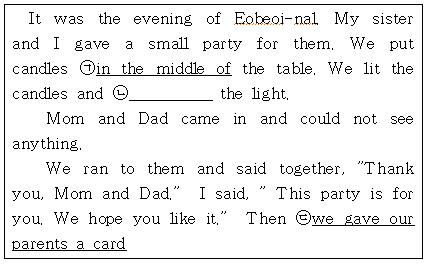 It was the evening of Eobeoi-nal. My sister
and I gave a small party for them. We put
candles ㉠in the middle of the table. We lit the
candles and ㉡__________ the light.
Mom and Dad came in and could not see
anything.
We ran to them and said together, "Thank
you, Mom and Dad." I said, " This party is for
you. We hope you like it." Then ㉢we gave our
parents a card